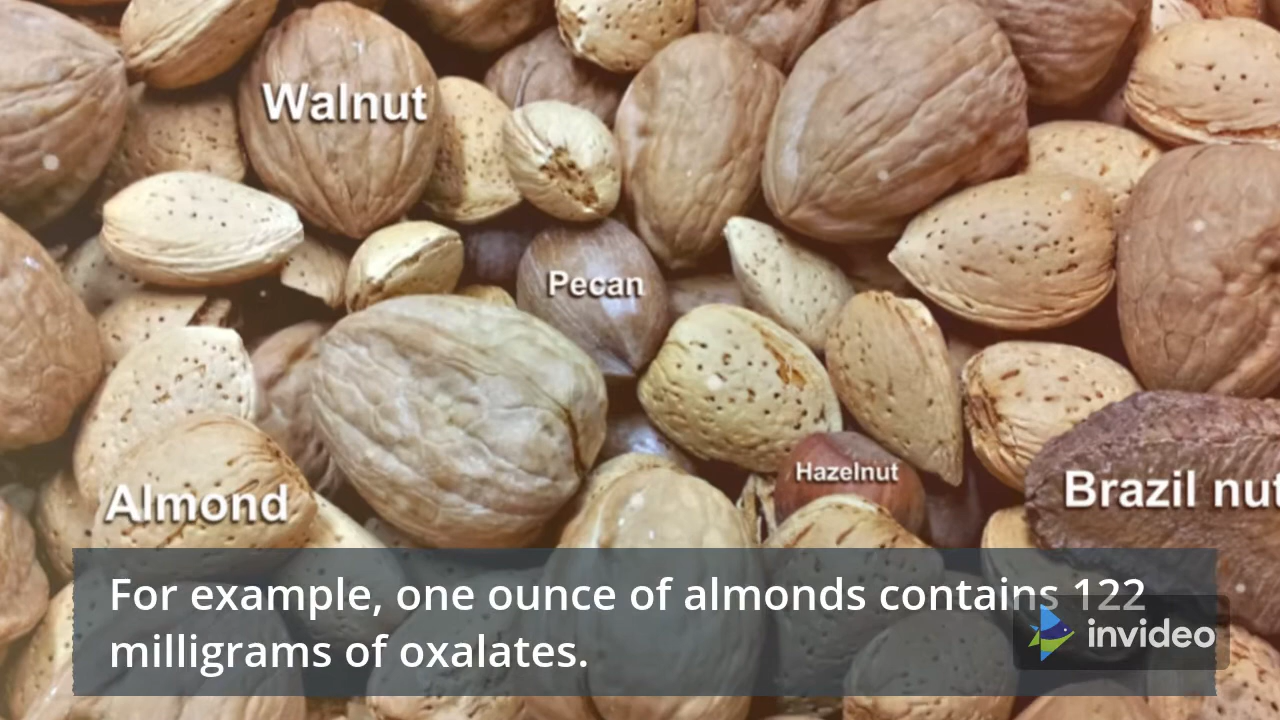 Walnut
Pecan
Hazelnut
Almond
Brazil nut
For example, one ounce of almonds contains 122
milligrams of oxalates.
invideo